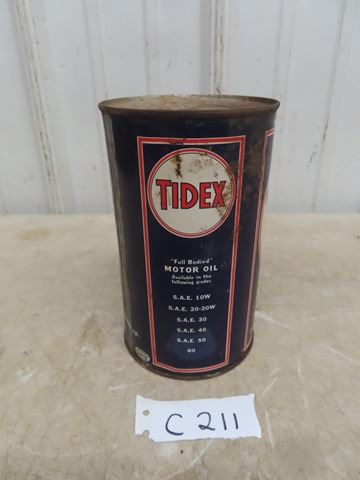 TIDEX
"Full Bodied"
MOTOR OIL
Available in the
following grades
S.A.E. 10W
S.A.E. 20-20W
S.A.E. 30
S.A.E. 40
S.A.E. 50
60
C 211